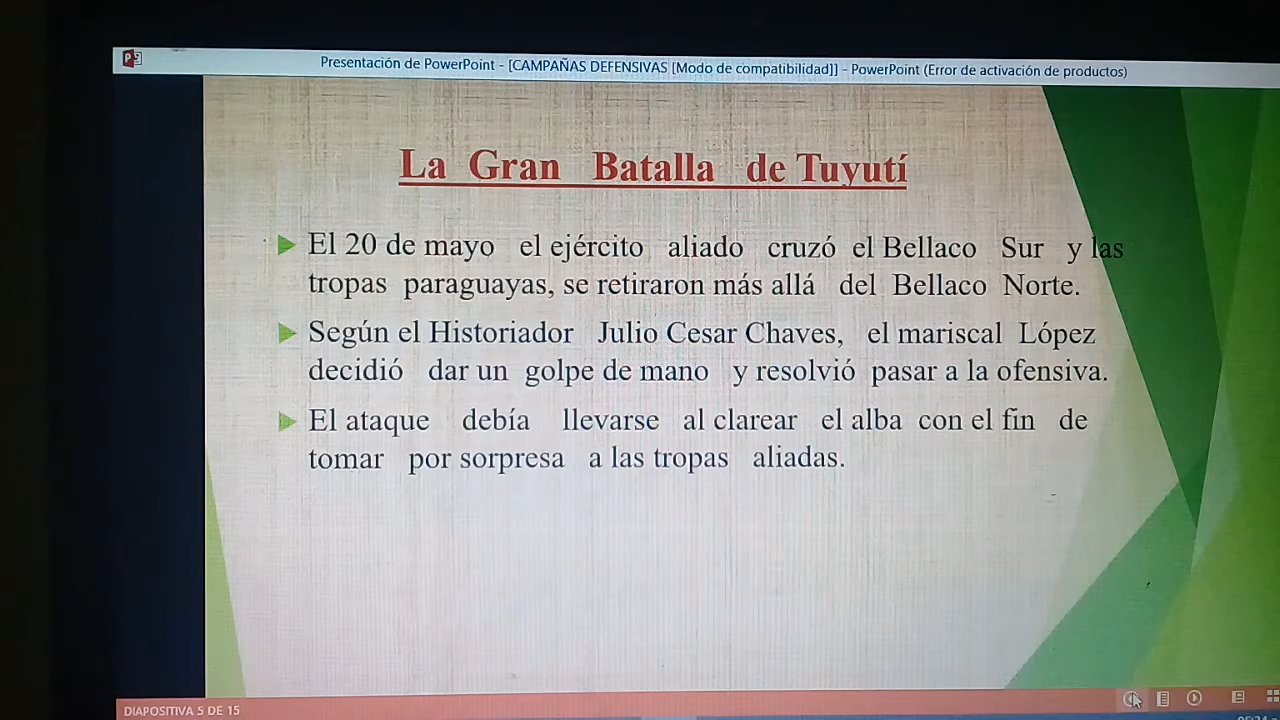 Presentación de PowerPoint - [CAMPAÑAS DEFENSIVAS [Modo de compatibilidad]] - PowerPoint (Error de activación de productos)
La Gran Batalla de Tuyutí
El 20 de mayo el ejército aliado cruzó el Bellaco Sur y las
tropas paraguayas, se retiraron más allá del Bellaco Norte.
Según el Historiador Julio Cesar Chaves, el mariscal López
decidió dar un golpe de mano y resolvió pasar a la ofensiva.
El ataque debía llevarse al clarear el alba con el fin de
tomar por sorpresa a las tropas aliadas.
DIAPOSITIVA 5 DE 15